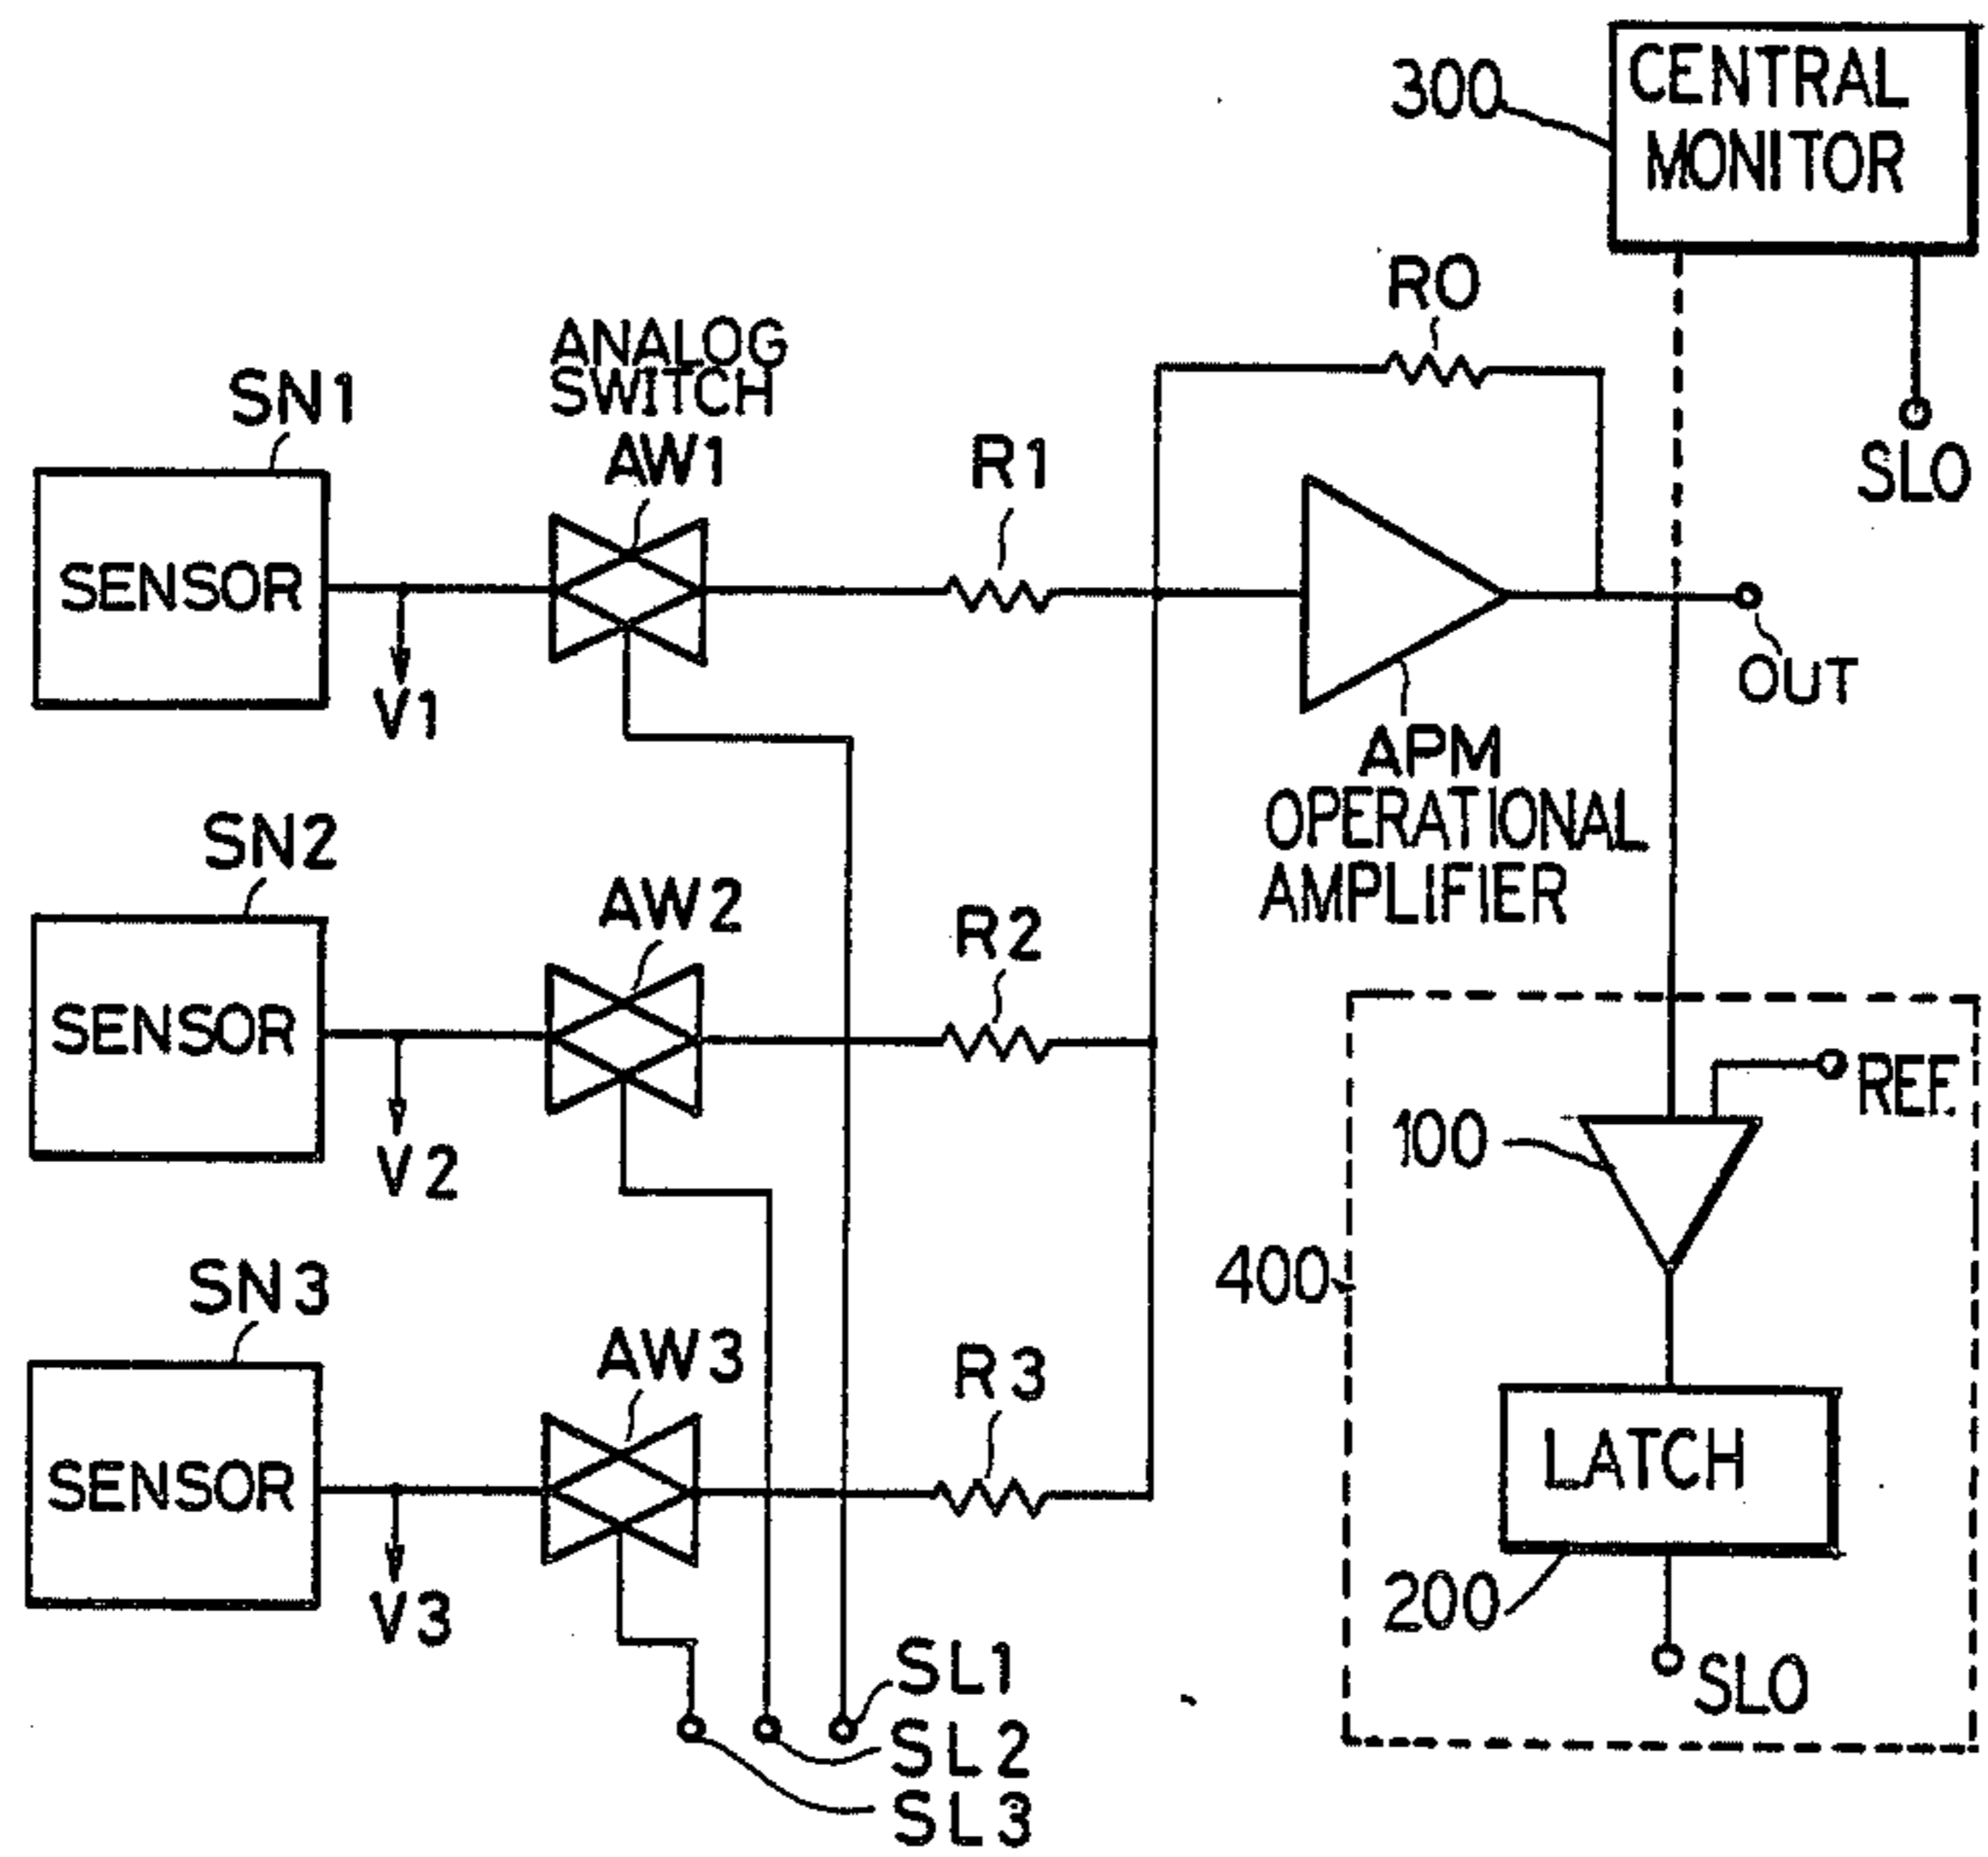 CENTRAL
MONITOR
300
SLO
RO
ANALOG
SWITCH
AW1
SN1
SENSOR
V1
R1
OUT
APM
OPERATIONAL
AMPLIFIER
SN2
SENSOR
V2
AW2
R2
REF.
100
400
SN3
SENSOR
V3
AW3
R3
LATCH
200
SLO
SL1
SL2
SL3